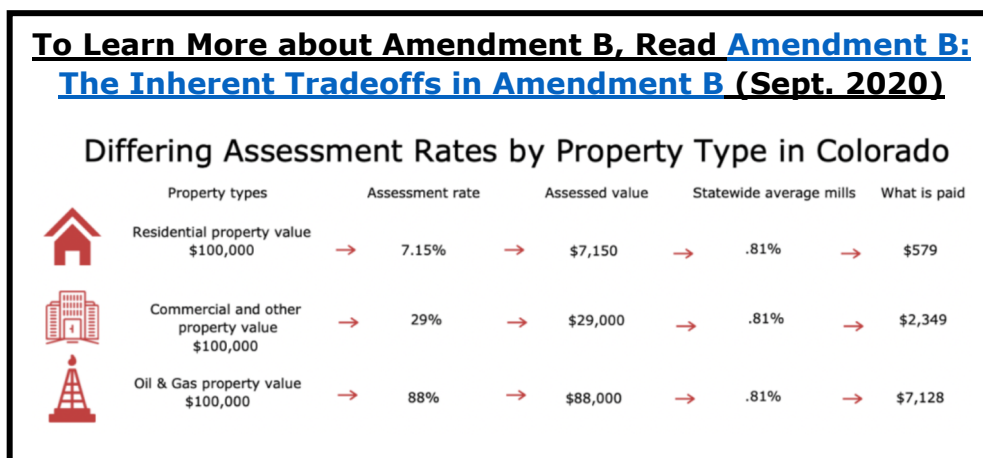 To Learn More about Amendment B, Read Amendment B:
The Inherent Tradeoffs in Amendment B (Sept. 2020)
Differing Assessment Rates by Property Type in Colorado
Property types Assessment rate Assessed value Statewide average mills What is paid
Residential property value
$100,000 → 7.15% → $7,150 → .81% → $579
Commercial and other
property value → 29% → $29,000 → .81% → $2,349
$100,000
Oil & Gas property value
$100,000 → 88% → $88,000 → .81% → $7,128